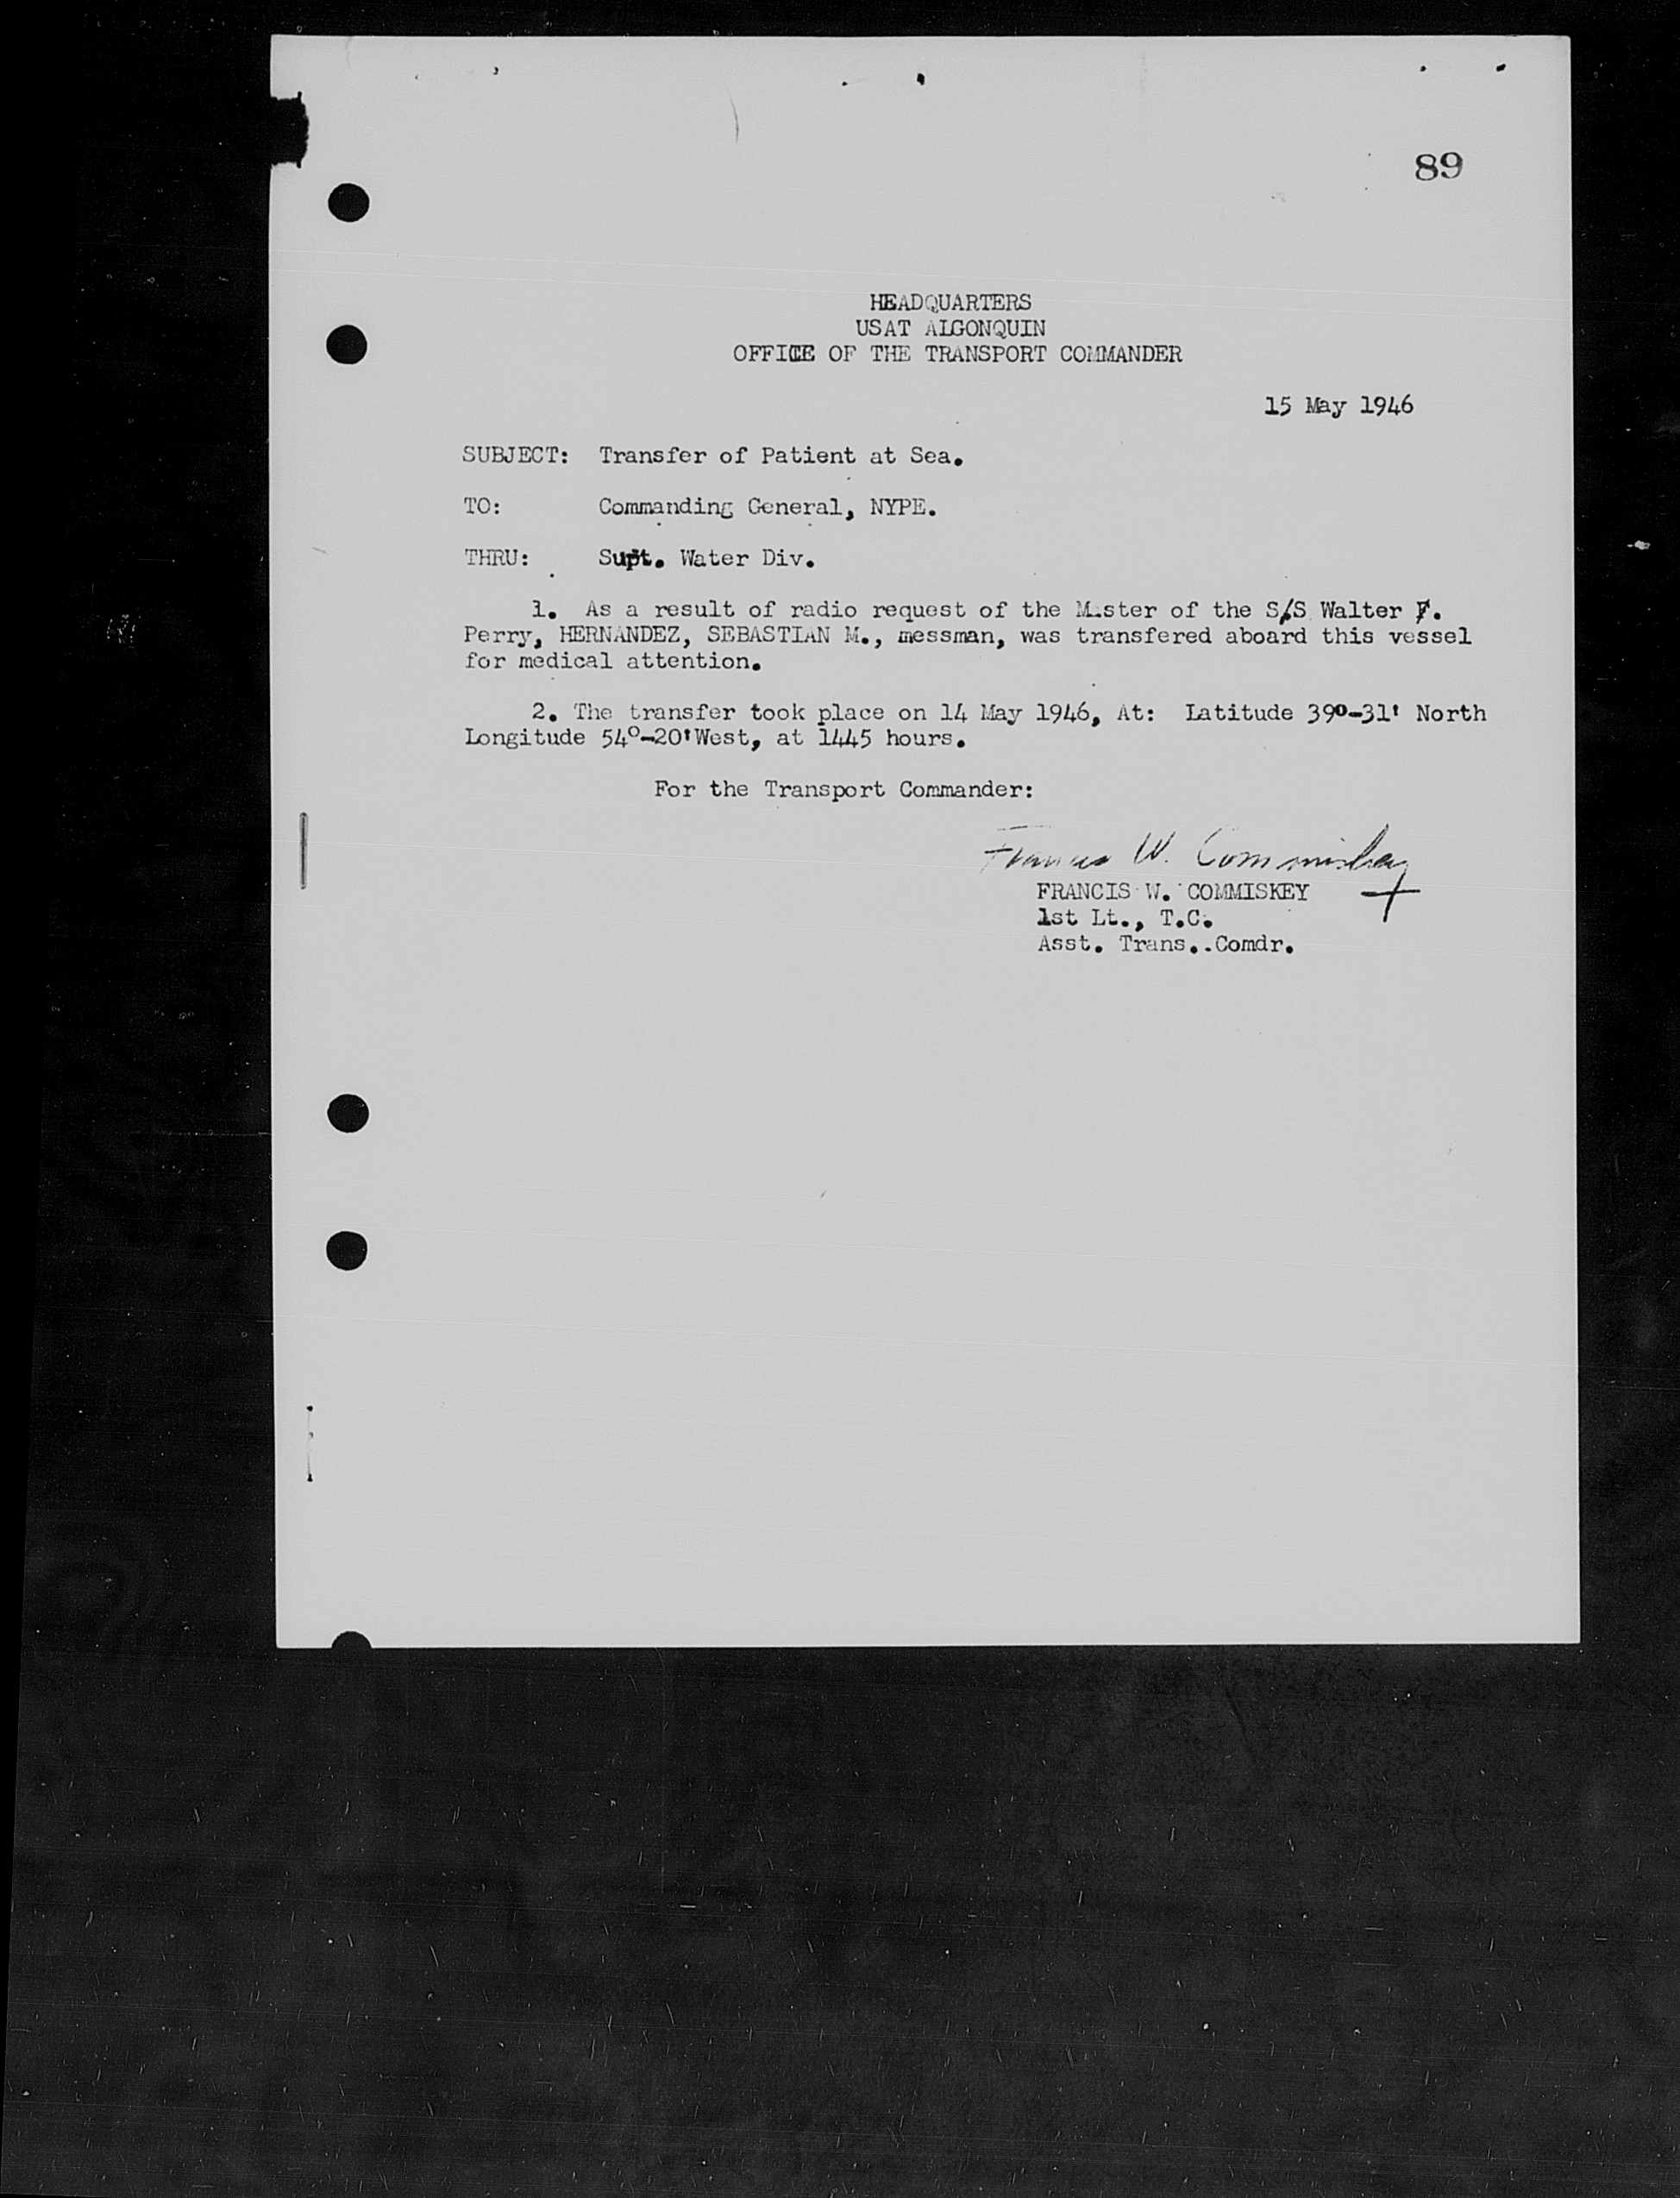 89
HEADQUARTERS
USAT ALGONQUIN
OFFICE OF THE TRANSPORT COMMANDER
15 May 1946
SUBJECT: Transfer of Patient at Sea.
TO: Commanding General, NYPE.
THRU: Supt. Water Div.
1. As a result of radio request of the Master of the S/S Walter F.
Perry, HERNANDEZ, SEBASTIAN M., messman, was transfered aboard this vessel
for medical attention.
2. The transfer took place on 14 May 1946, At: Latitude 39°-31' North
Longitude 54°-20'West, at 1445 hours.
For the Transport Commander:
Francis W. Commiskey
FRANCIS W. COMMISKEY
1st Lt., T.C.
Asst. Trans. Comdr.